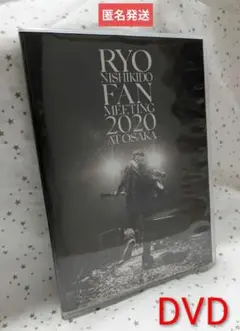 匿名発送
RYO
NISHIKIDO
FAN
MEETING
2020
AT OSAKA
DVD